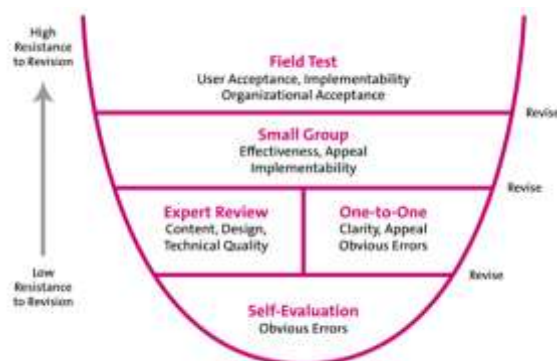 High
Resistance
to Revision
Field Test
User Acceptance, Implementability
Organizational Acceptance
Revise
Small Group
Effectiveness, Appeal
Implementability
Revise
Expert Review
Content, Design,
Technical Quality
One-to-One
Clarity, Appeal
Obvious Errors
Revise
Low
Resistance
to Revision
Self-Evaluation
Obvious Errors